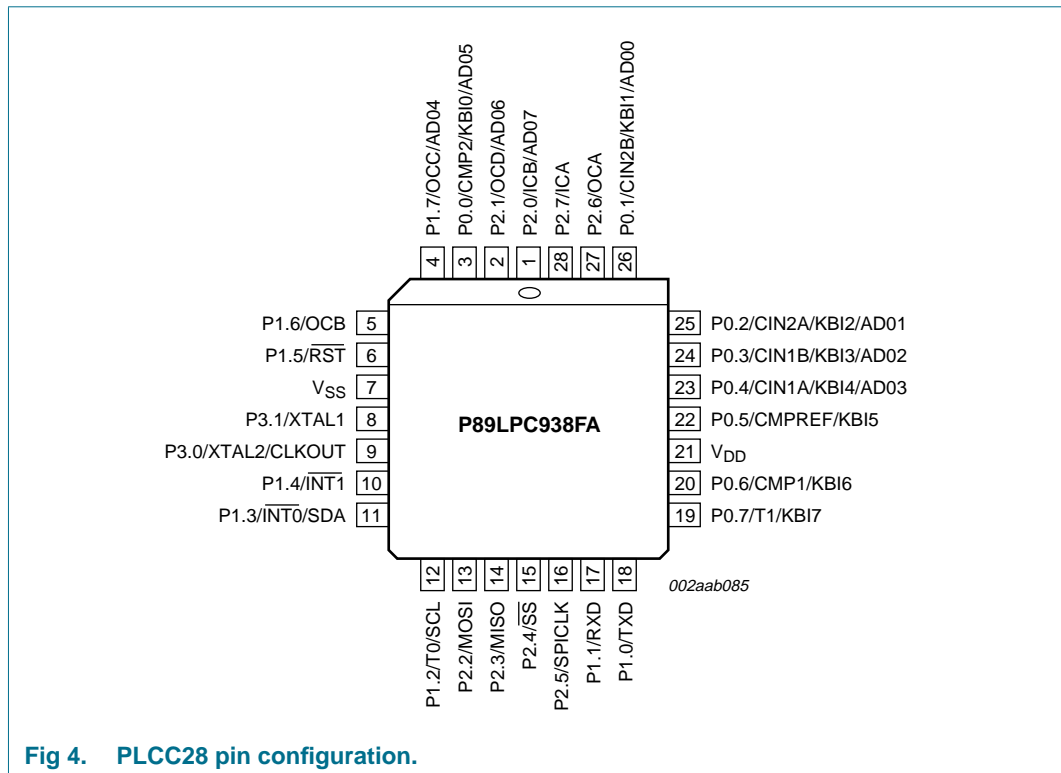 P1.7/OCC/AD04
P0.0/CMP2/KBI0/AD05
P2.1/OCD/AD06
P2.0/ICB/AD07
P2.7/ICA
P2.6/OCA
P0.1/CIN2B/KBI1/AD00
4
3
2
1
28
27
26
P1.6/OCB 5
P1.5/RST 6
VSS 7
P3.1/XTAL1 8
P3.0/XTAL2/CLKOUT 9
P1.4/INT1 10
P1.3/INT0/SDA 11
P89LPC938FA
25 P0.2/CIN2A/KBI2/AD01
24 P0.3/CIN1B/KBI3/AD02
23 P0.4/CIN1A/KBI4/AD03
22 P0.5/CMPREF/KBI5
21 VDD
20 P0.6/CMP1/KBI6
19 P0.7/T1/KBI7
12
13
14
15
16
17
18
P1.2/T0/SCL
P2.2/MOSI
P2.3/MISO
P2.4/SS
P2.5/SPICLK
P1.1/RXD
P1.0/TXD
002aab085
Fig 4. PLCC28 pin configuration.